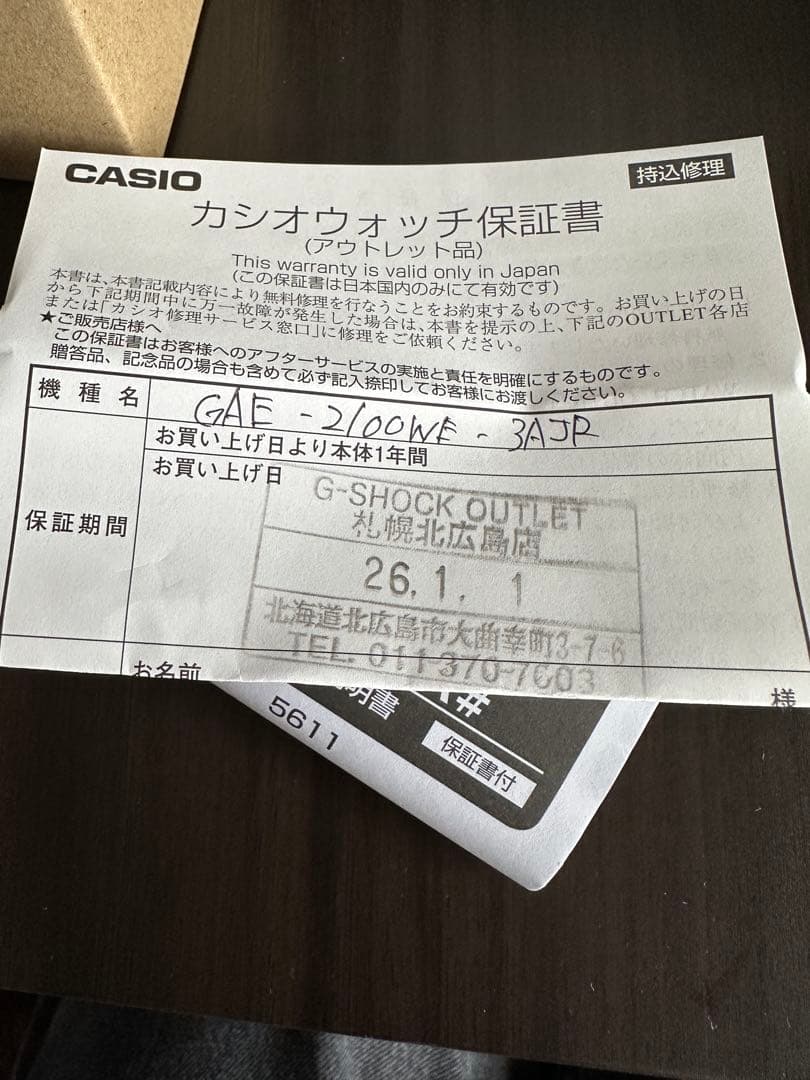 CASIO
持込修理
カシオウォッチ保証書
(アウトレット品)
This warranty is valid only in Japan
(この保証書は日本国内のみにて有効です)
本書は、本書記載内容により無料修理を行なうことをお約束するものです。お買い上げの日
から下記期間中に万一故障が発生した場合は、本書を提示の上、下記のOUTLET各店
または「カシオ修理サービス窓口」に修理をご依頼ください。
★ご販売店様へ
この保証書はお客様へのアフターサービスの実施と責任を明確にするものです。
贈答品、記念品の場合も含めて必ず記入捺印してお客様にお渡しください。
機種名
GAE-2100WE-3AJR
保証期間
お買い上げ日より本体1年間
お買い上げ日
G-SHOCK OUTLET
札幌北広島店
26.1.1
北海道北広島市大曲幸町3-7-6
TEL. 011-370-7603
お名前
様
明書
5611
保証書付